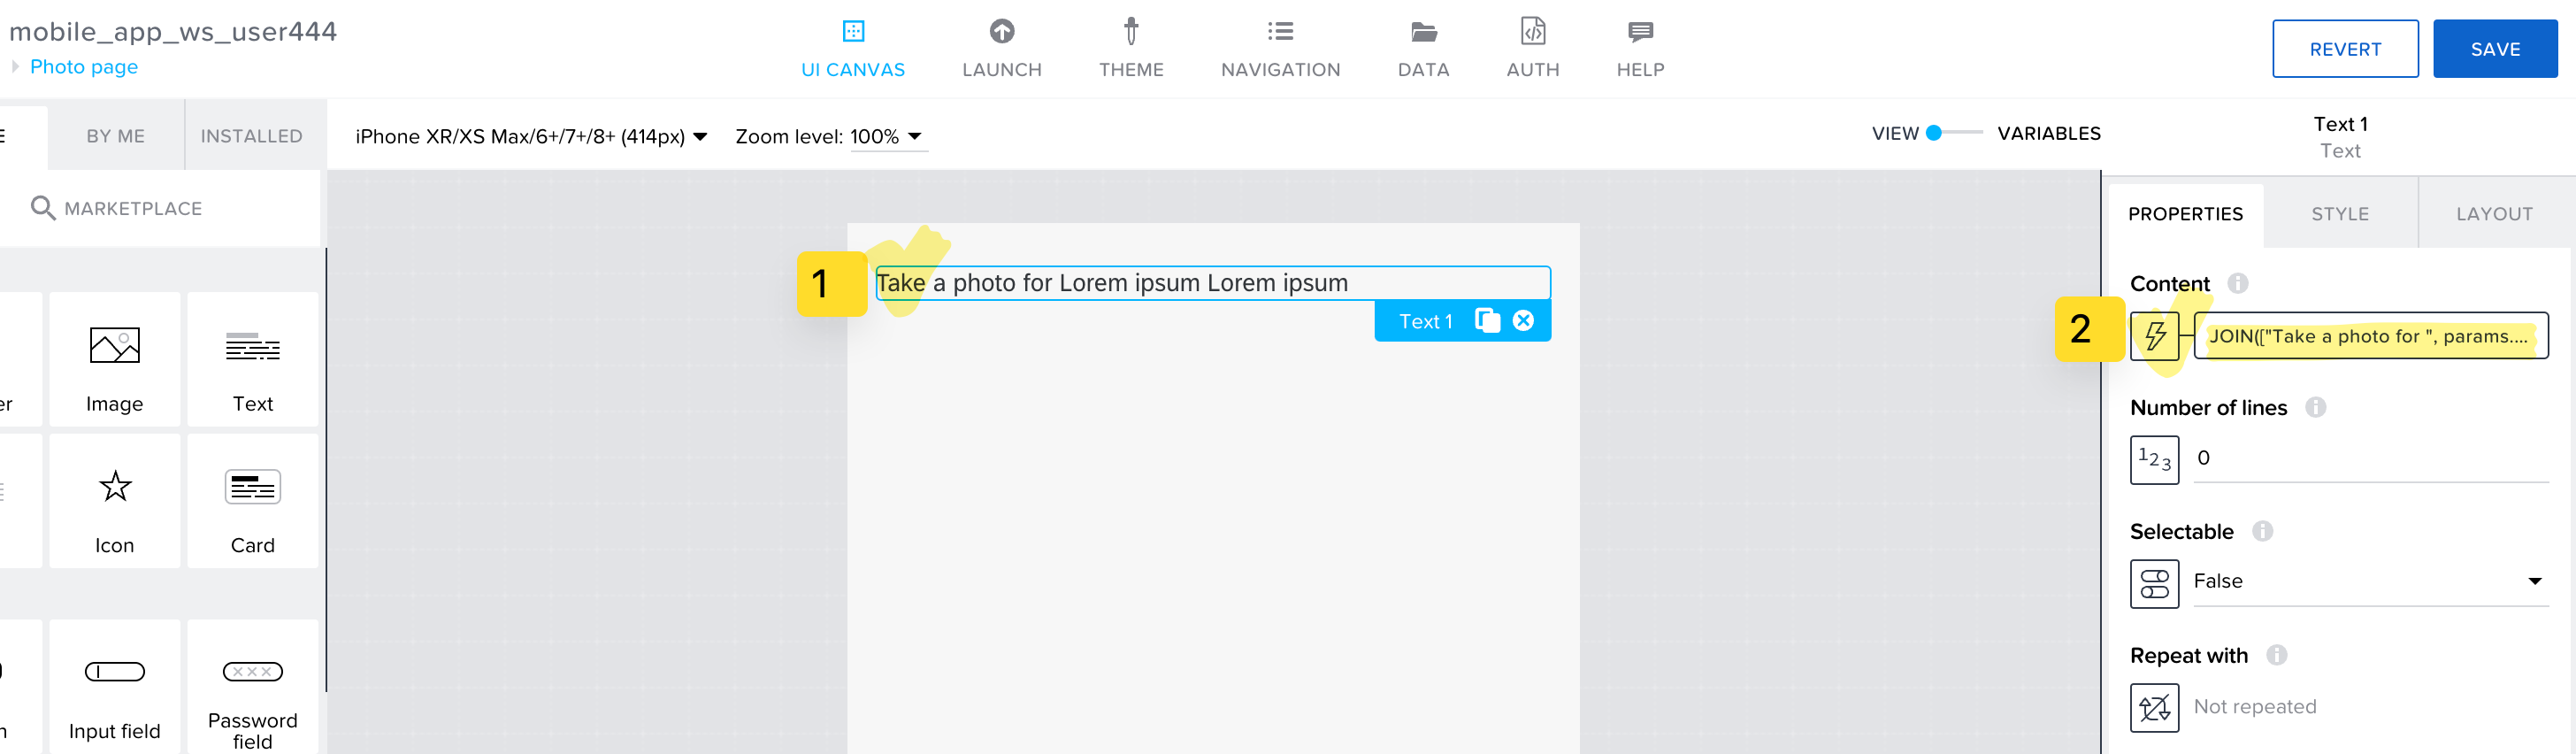 mobile_app_ws_user444
Photo page
UI CANVAS
LAUNCH
THEME
NAVIGATION
DATA
AUTH
HELP
REVERT
SAVE
E
BY ME
INSTALLED
iPhone XR/XS Max/6+/7+/8+ (414px)
Zoom level: 100%
VIEW
VARIABLES
Text 1
Text
MARKETPLACE
PROPERTIES
STYLE
LAYOUT
1
Take a photo for Lorem ipsum Lorem ipsum
Text 1
Content
2
JOIN(["Take a photo for ", params....
Number of lines
123
0
Selectable
False
Repeat with
Not repeated
er
Image
Text
Icon
Card
n
Input field
Password
field